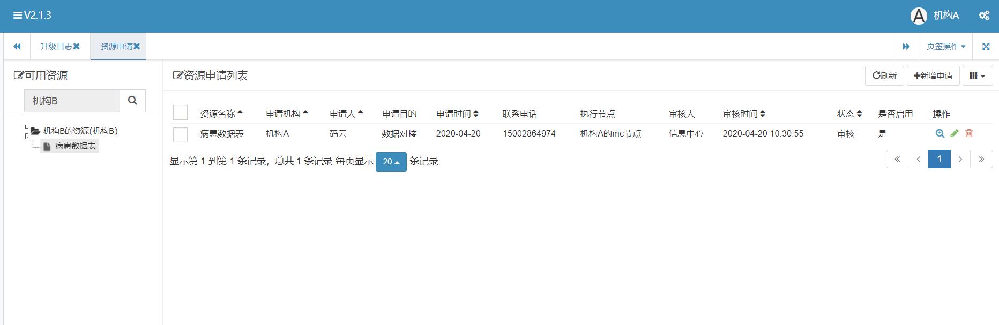 V2.1.3
A 机构A
升级日志 资源申请 页签操作
可用资源
机构B
机构B的资源(机构B)
病患数据表
资源申请列表
刷新 新增申请
资源名称 申请机构 申请人 申请目的 申请时间 联系电话 执行节点 审核人 审核时间 状态 是否启用 操作
病患数据表 机构A 码云 数据对接 2020-04-20 15002864974 机构A的mc节点 信息中心 2020-04-20 10:30:55 审核 是
显示第 1 到第 1 条记录，总共 1 条记录 每页显示 20 条记录
« ‹ 1 › »